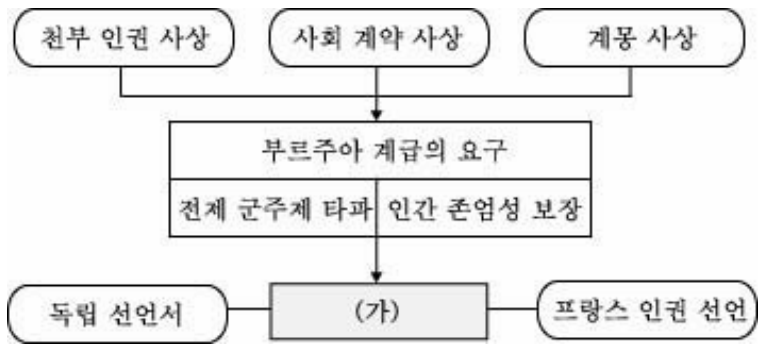 천부 인권 사상
사회 계약 사상
계몽 사상
부르주아 계급의 요구
전제 군주제 타파
인간 존엄성 보장
독립 선언서
(가)
프랑스 인권 선언